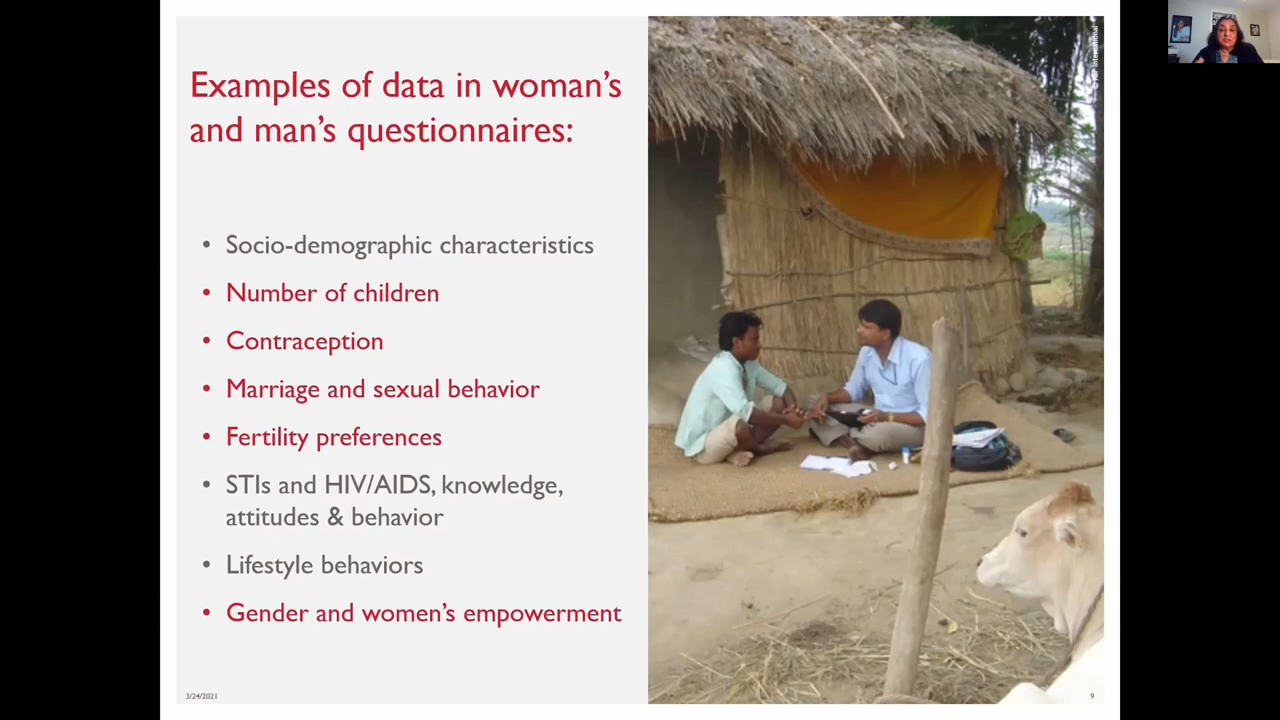 Examples of data in woman's
and man's questionnaires:
• Socio-demographic characteristics
• Number of children
• Contraception
• Marriage and sexual behavior
• Fertility preferences
• STIs and HIV/AIDS, knowledge,
attitudes & behavior
• Lifestyle behaviors
• Gender and women's empowerment
3/24/2021
9
International